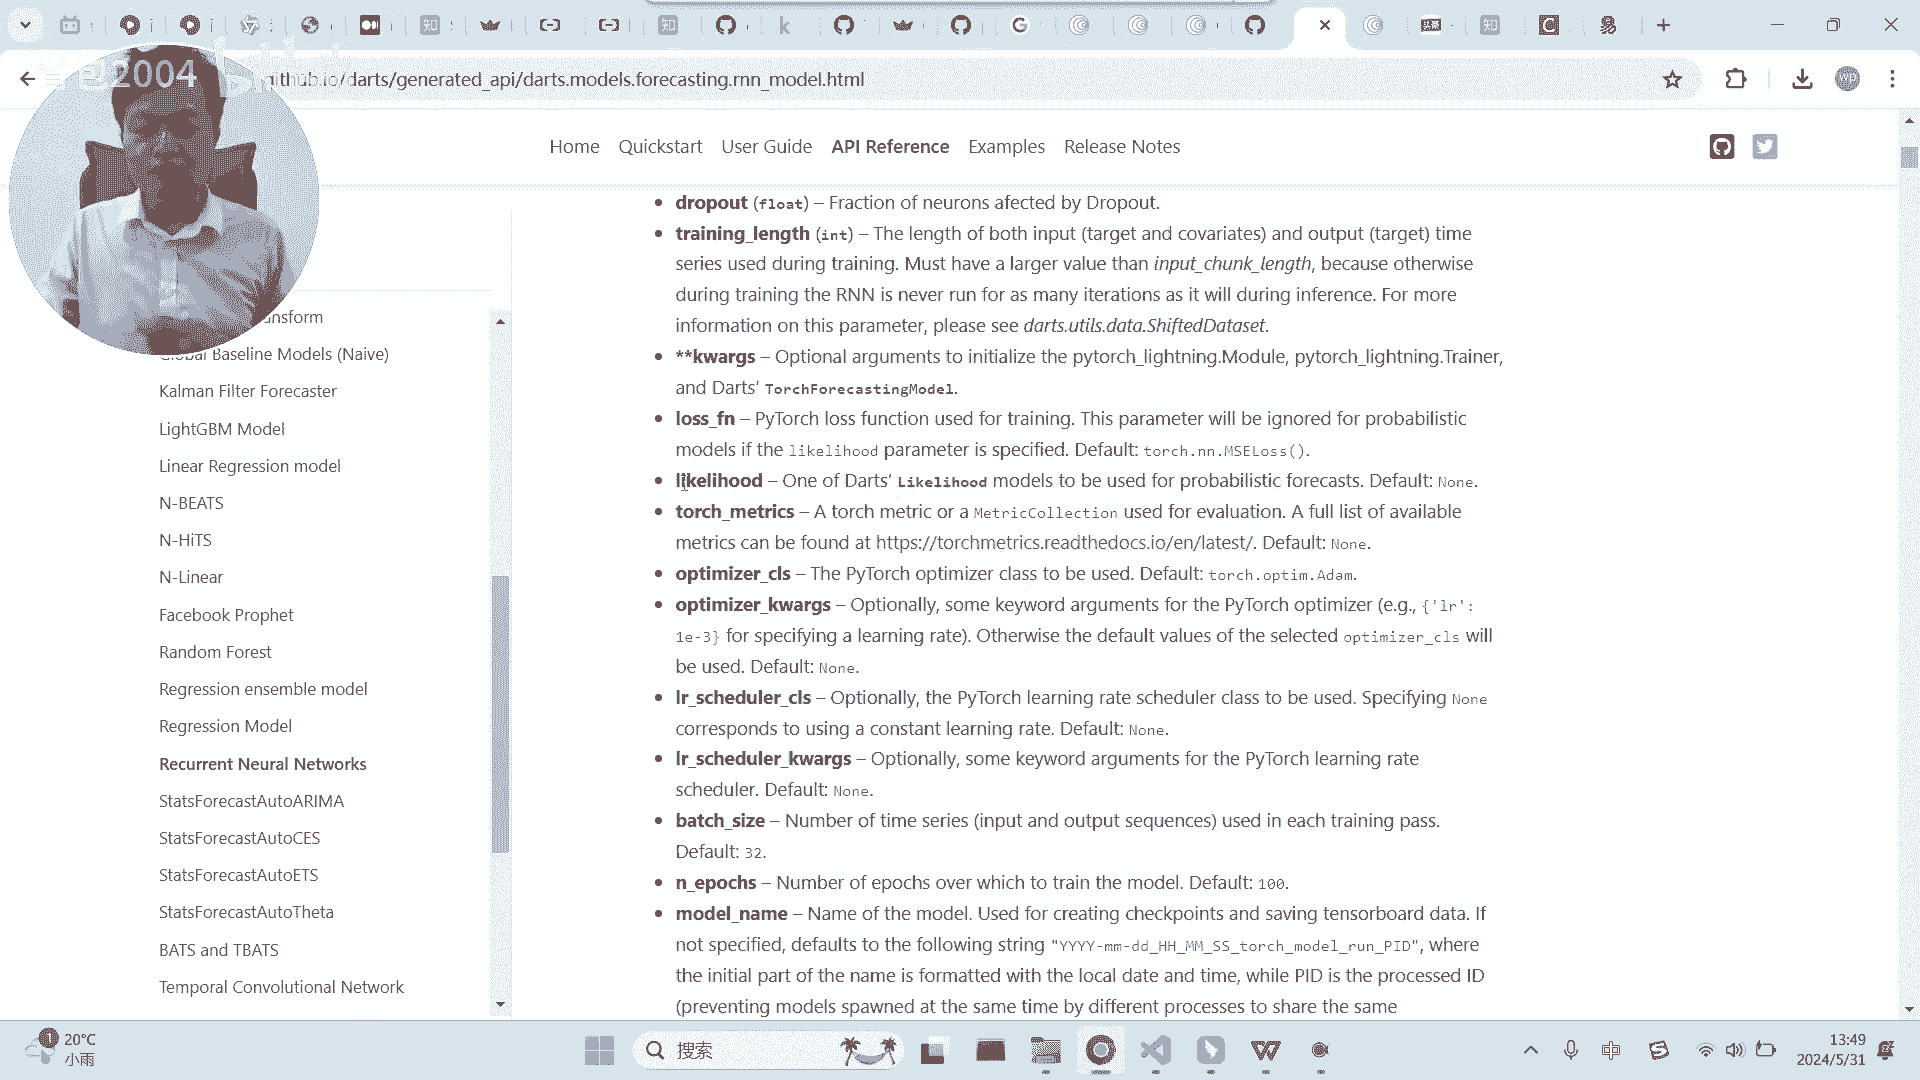 2004
github.io/darts/generated_api/darts.models.forecasting.rnn_model.html
Home Quickstart User Guide API Reference Examples Release Notes
Global Baseline Models (Naive)
Kalman Filter Forecaster
LightGBM Model
Linear Regression model
N-BEATS
N-HiTS
N-Linear
Facebook Prophet
Random Forest
Regression ensemble model
Regression Model
Recurrent Neural Networks
StatsForecastAutoARIMA
StatsForecastAutoCES
StatsForecastAutoETS
StatsForecastAutoTheta
BATS and TBATS
Temporal Convolutional Network
dropout (float) – Fraction of neurons afected by Dropout.
training_length (int) – The length of both input (target and covariates) and output (target) time
series used during training. Must have a larger value than input_chunk_length, because otherwise
during training the RNN is never run for as many iterations as it will during inference. For more
information on this parameter, please see darts.utils.data.ShiftedDataset.
**kwargs – Optional arguments to initialize the pytorch_lightning.Module, pytorch_lightning.Trainer,
and Darts’ TorchForecastingModel.
loss_fn – PyTorch loss function used for training. This parameter will be ignored for probabilistic
models if the likelihood parameter is specified. Default: torch.nn.MSELoss().
likelihood – One of Darts’ Likelihood models to be used for probabilistic forecasts. Default: None.
torch_metrics – A torch metric or a MetricCollection used for evaluation. A full list of available
metrics can be found at https://torchmetrics.readthedocs.io/en/latest/. Default: None.
optimizer_cls – The PyTorch optimizer class to be used. Default: torch.optim.Adam.
optimizer_kwargs – Optionally, some keyword arguments for the PyTorch optimizer (e.g., {'lr':
1e-3} for specifying a learning rate). Otherwise the default values of the selected optimizer_cls will
be used. Default: None.
lr_scheduler_cls – Optionally, the PyTorch learning rate scheduler class to be used. Specifying None
corresponds to using a constant learning rate. Default: None.
lr_scheduler_kwargs – Optionally, some keyword arguments for the PyTorch learning rate
scheduler. Default: None.
batch_size – Number of time series (input and output sequences) used in each training pass.
Default: 32.
n_epochs – Number of epochs over which to train the model. Default: 100.
model_name – Name of the model. Used for creating checkpoints and saving tensorboard data. If
not specified, defaults to the following string "YYYY-mm-dd_HH_MM_SS_torch_model_run_PID", where
the initial part of the name is formatted with the local date and time, while PID is the processed ID
(preventing models spawned at the same time by different processes to share the same
20°C
小雨
搜索
中
13:49
2024/5/31